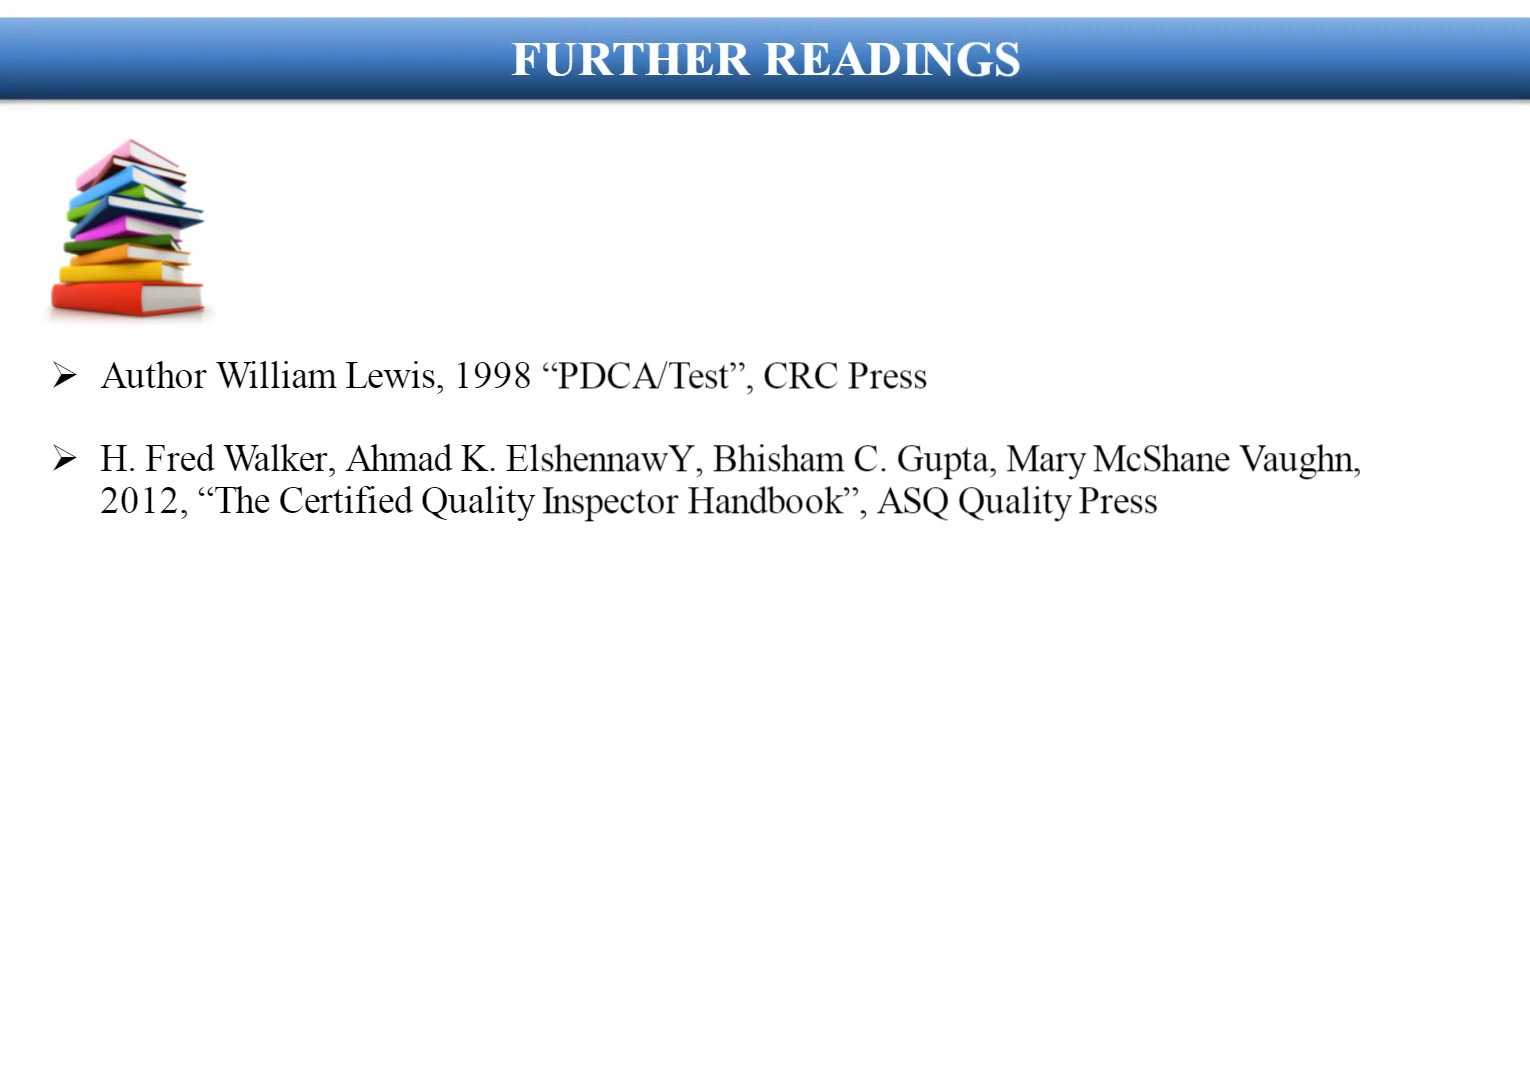 FURTHER READINGS
➢ Author William Lewis, 1998 “PDCA/Test”, CRC Press
➢ H. Fred Walker, Ahmad K. ElshennawY, Bhisham C. Gupta, Mary McShane Vaughn,
2012, “The Certified Quality Inspector Handbook”, ASQ Quality Press